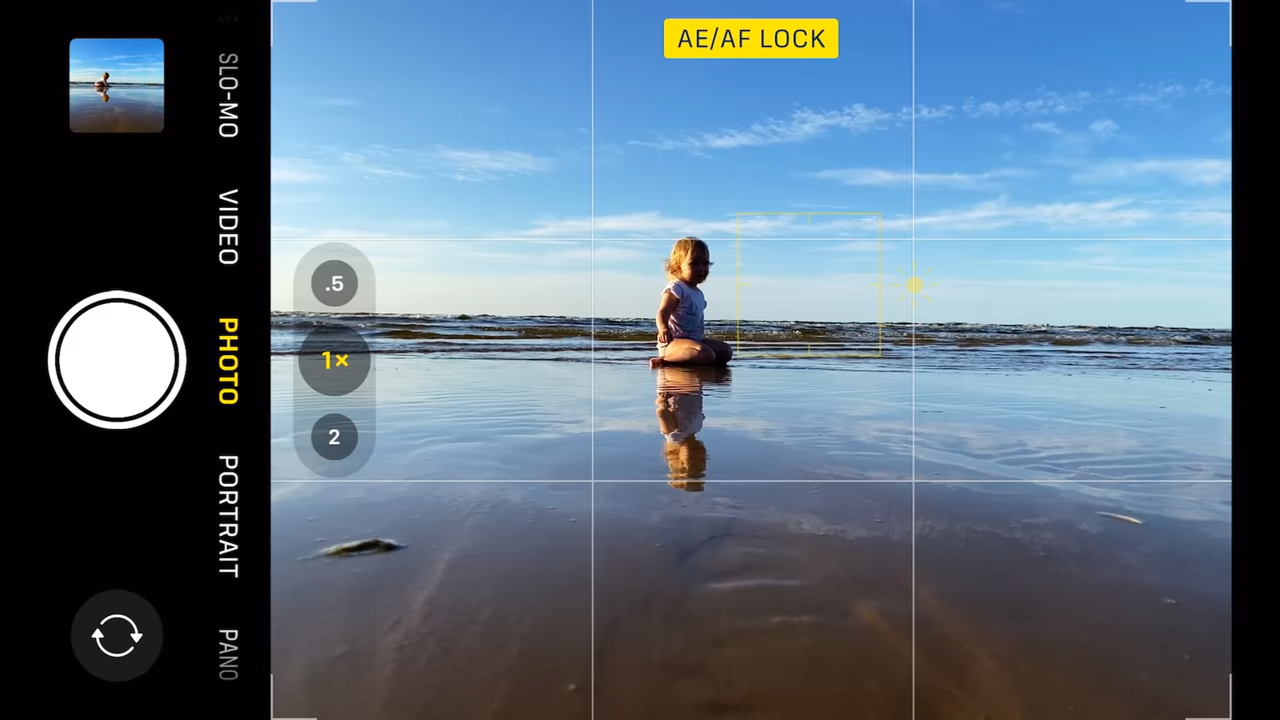 AE/AF LOCK
SLO-MO
VIDEO
PHOTO
PORTRAIT
PANO
.5
1×
2